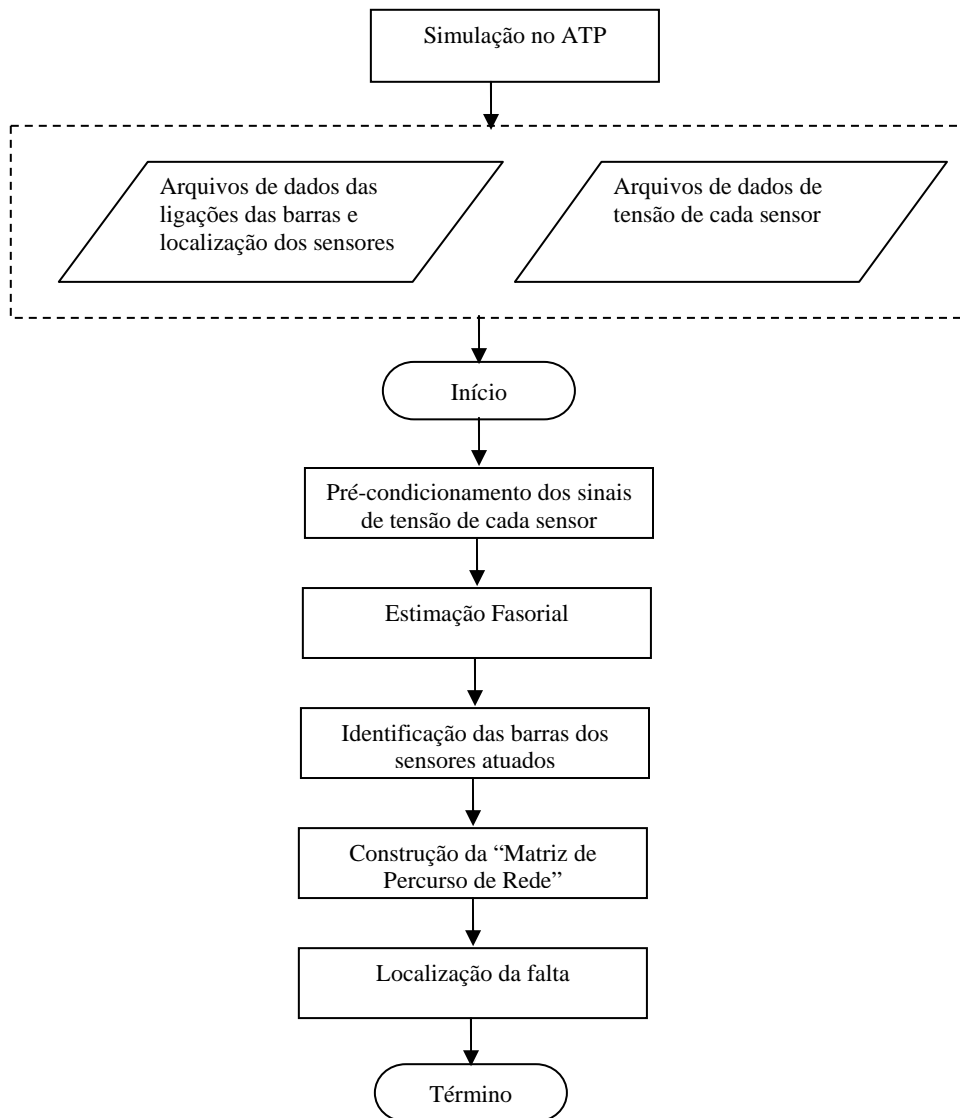 Simulação no ATP
Arquivos de dados das
ligações das barras e
localização dos sensores
Arquivos de dados de
tensão de cada sensor
Início
Pré-condicionamento dos sinais
de tensão de cada sensor
Estimação Fasorial
Identificação das barras dos
sensores atuados
Construção da “Matriz de
Percurso de Rede”
Localização da falta
Término